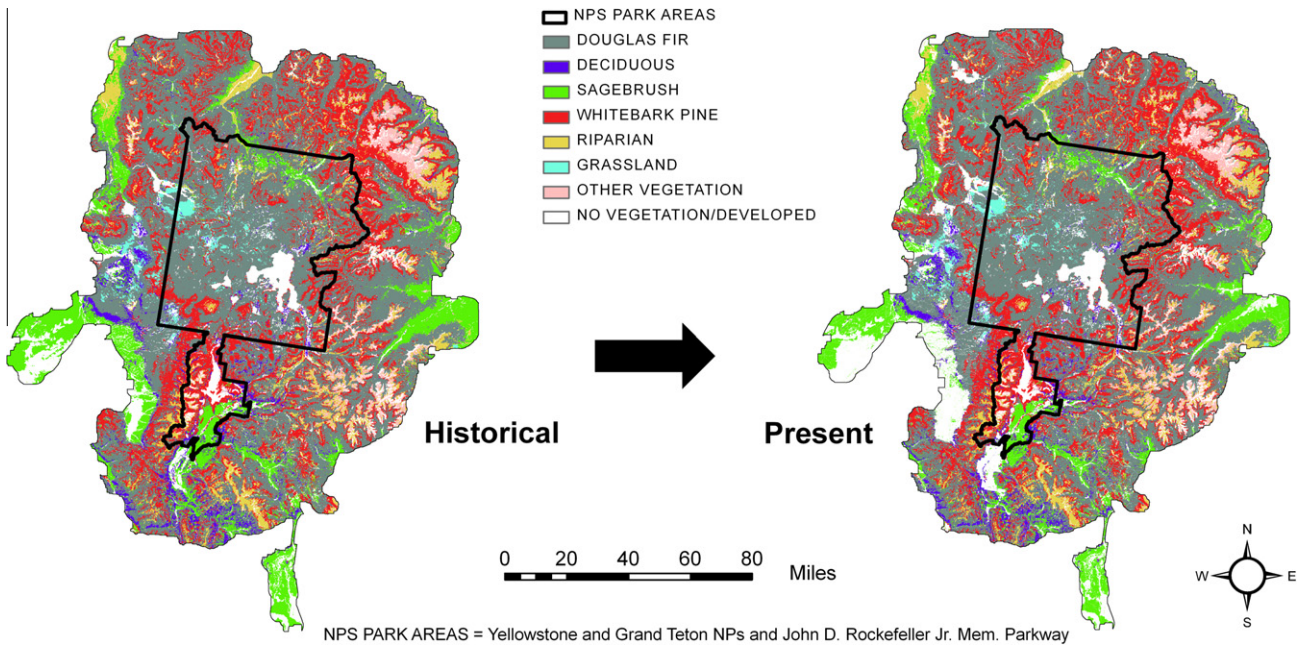 NPS PARK AREAS
DOUGLAS FIR
DECIDUOUS
SAGEBRUSH
WHITEBARK PINE
RIPARIAN
GRASSLAND
OTHER VEGETATION
NO VEGETATION/DEVELOPED
Historical
Present
0 20 40 60 80
Miles
N
W E
S
NPS PARK AREAS = Yellowstone and Grand Teton NPs and John D. Rockefeller Jr. Mem. Parkway